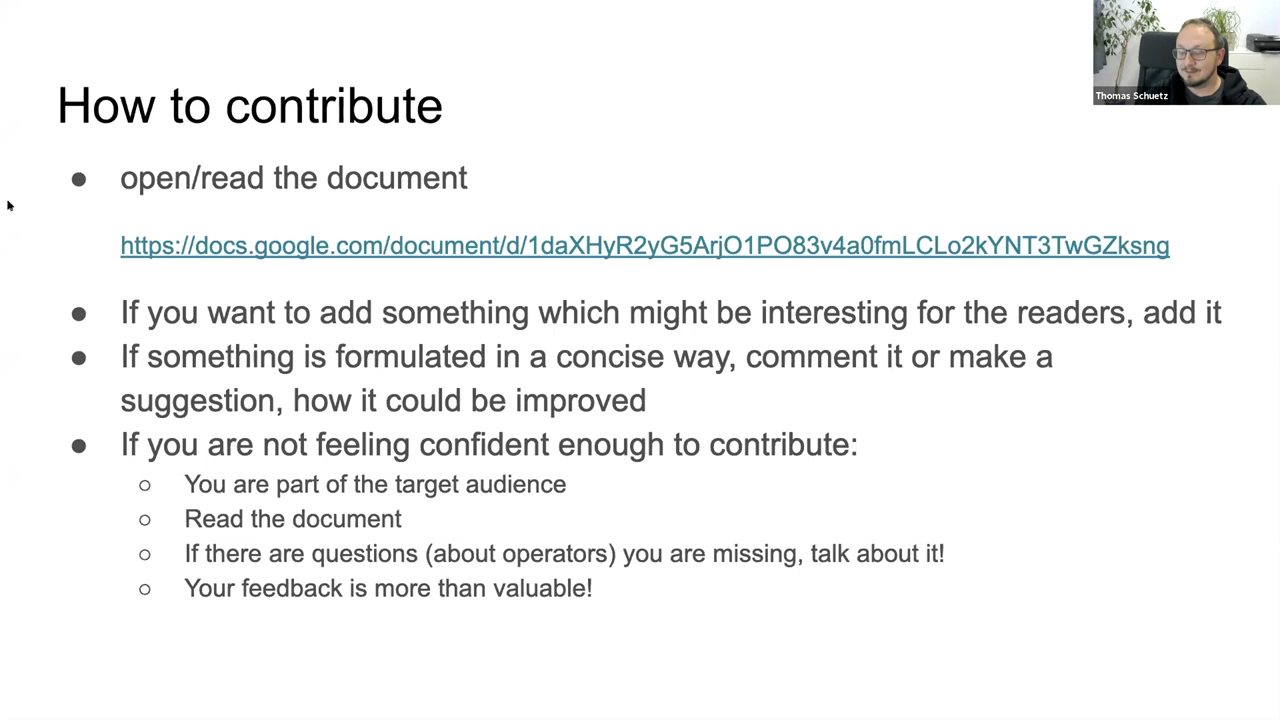 Thomas Schuetz
How to contribute
● open/read the document
https://docs.google.com/document/d/1daXHyR2yG5ArjO1PO83v4a0fmLCLo2kYNT3TwGZksng
● If you want to add something which might be interesting for the readers, add it
● If something is formulated in a concise way, comment it or make a
suggestion, how it could be improved
● If you are not feeling confident enough to contribute:
○ You are part of the target audience
○ Read the document
○ If there are questions (about operators) you are missing, talk about it!
○ Your feedback is more than valuable!